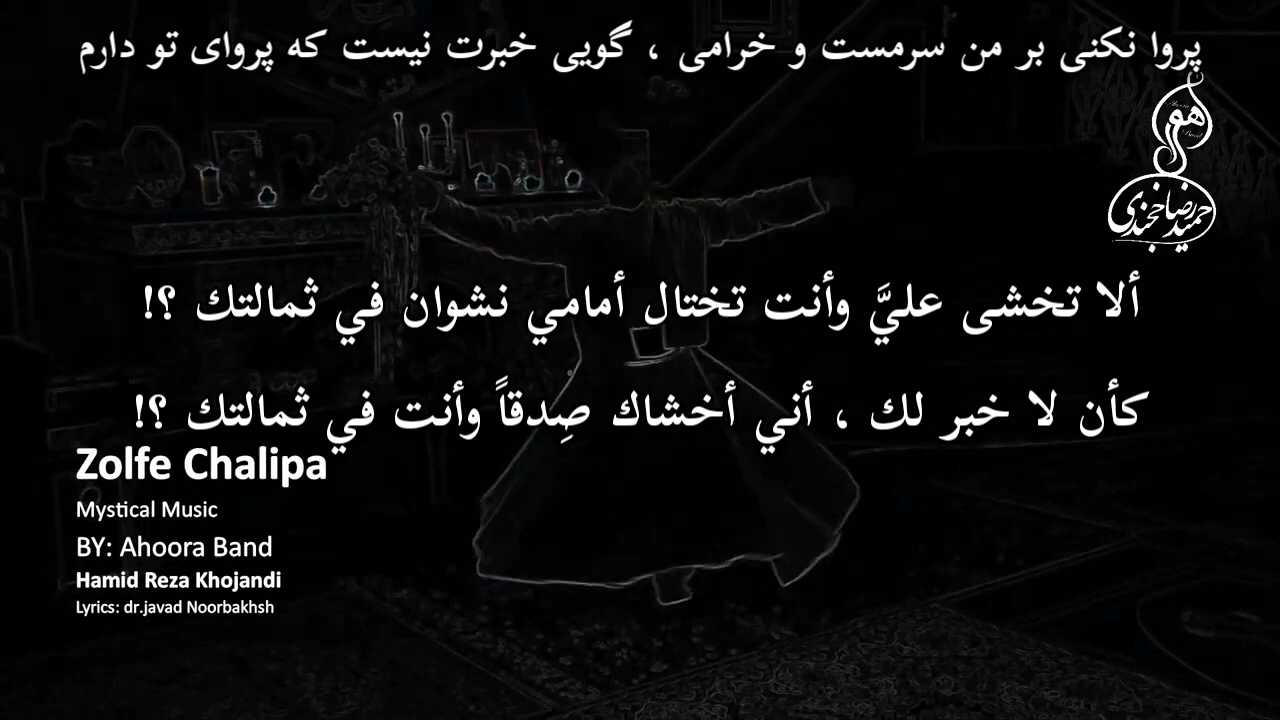 پروا نکنی بر من سرمست و خرامی ، گویی خبرت نیست که پروای تو دارم
حمیدرضا خجندی
ألا تخشى عليَّ وأنت تختال أمامي نشوان في ثمالتك ؟!
كأن لا خبر لك ، أني أخشاك صِدقاً وأنت في ثمالتك ؟!
Zolfe Chalipa
Mystical Music
BY: Ahoora Band
Hamid Reza Khojandi
Lyrics: dr.javad Noorbakhsh